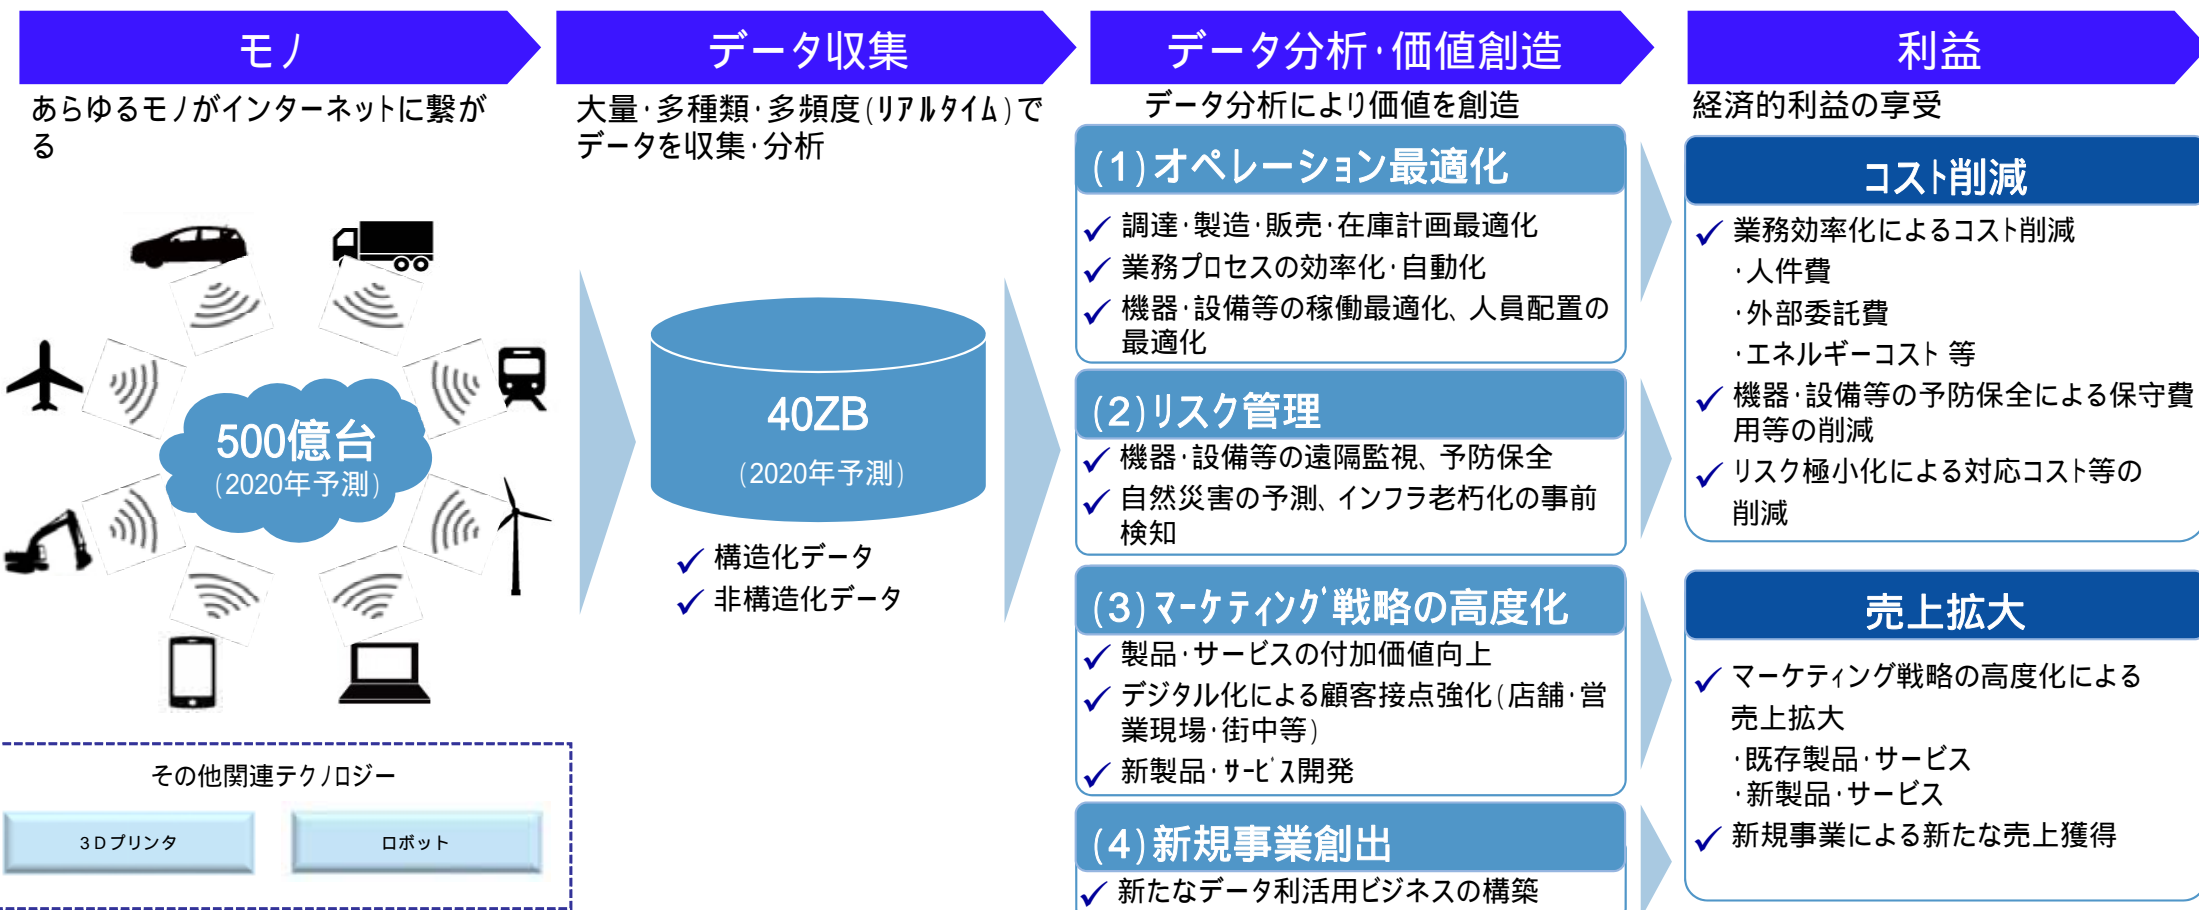 モノ
あらゆるモノがインターネットに繋が
る
500億台
(2020年予測)
その他関連テクノロジー
3Dプリンタ
ロボット
データ収集
大量・多種類・多頻度(リアルタイム)で
データを収集・分析
40ZB
(2020年予測)
✓ 構造化データ
✓ 非構造化データ
データ分析・価値創造
データ分析により価値を創造
(1)オペレーション最適化
✓ 調達・製造・販売・在庫計画最適化
✓ 業務プロセスの効率化・自動化
✓ 機器・設備等の稼働最適化、人員配置の
最適化
(2)リスク管理
✓ 機器・設備等の遠隔監視、予防保全
✓ 自然災害の予測、インフラ老朽化の事前
検知
(3)マーケティング戦略の高度化
✓ 製品・サービスの付加価値向上
✓ デジタル化による顧客接点強化(店舗・営
業現場・街中等)
✓ 新製品・サービス開発
(4)新規事業創出
✓ 新たなデータ利活用ビジネスの構築
利益
経済的利益の享受
コスト削減
✓ 業務効率化によるコスト削減
・人件費
・外部委託費
・エネルギーコスト 等
✓ 機器・設備等の予防保全による保守費
用等の削減
✓ リスク極小化による対応コスト等の
削減
売上拡大
✓ マーケティング戦略の高度化による
売上拡大
・既存製品・サービス
・新製品・サービス
✓ 新規事業による新たな売上獲得